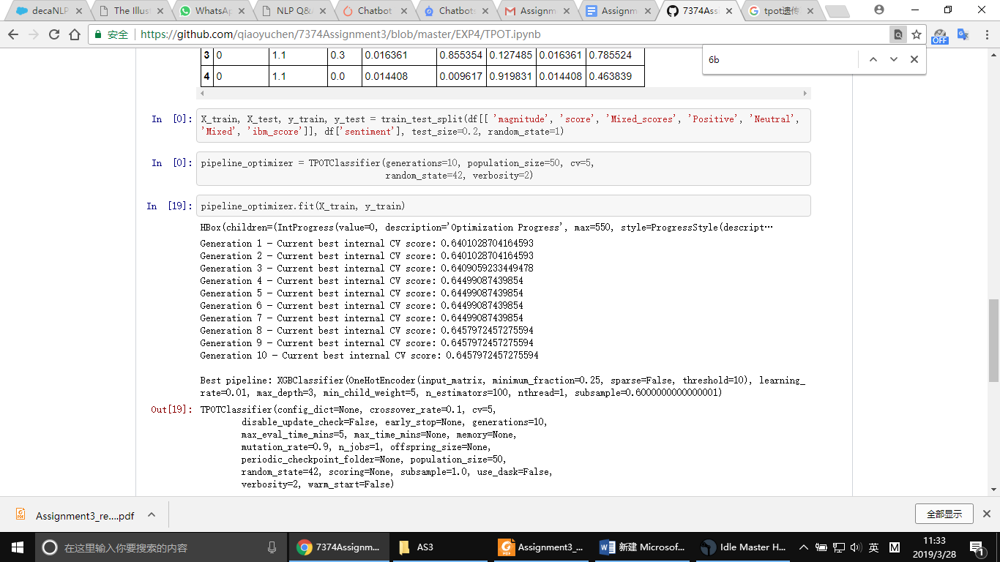 decaNLP
The Illust
WhatsAp
NLP Q&A
Chatbot
Chatbots
Assignm
Assignm
7374Assi
tpot遗传
安全
https://github.com/qiaoyuchen/7374Assignment3/blob/master/EXP4/TPOT.ipynb
OFF
6b
3 0 1.1 0.3 0.016361 0.855354 0.127485 0.016361 0.785524
4 0 1.1 0.0 0.014408 0.009617 0.919831 0.014408 0.463839
In [0]: X_train, X_test, y_train, y_test = train_test_split(df[[ 'magnitude', 'score', 'Mixed_scores', 'Positive', 'Neutral',
'Mixed', 'ibm_score']], df['sentiment'], test_size=0.2, random_state=1)
In [0]: pipeline_optimizer = TPOTClassifier(generations=10, population_size=50, cv=5,
random_state=42, verbosity=2)
In [19]: pipeline_optimizer.fit(X_train, y_train)
HBox(children=(IntProgress(value=0, description='Optimization Progress', max=550, style=ProgressStyle(descript…
Generation 1 - Current best internal CV score: 0.6401028704164593
Generation 2 - Current best internal CV score: 0.6401028704164593
Generation 3 - Current best internal CV score: 0.6409059233449478
Generation 4 - Current best internal CV score: 0.64499087439854
Generation 5 - Current best internal CV score: 0.64499087439854
Generation 6 - Current best internal CV score: 0.64499087439854
Generation 7 - Current best internal CV score: 0.64499087439854
Generation 8 - Current best internal CV score: 0.6457972457275594
Generation 9 - Current best internal CV score: 0.6457972457275594
Generation 10 - Current best internal CV score: 0.6457972457275594
Best pipeline: XGBClassifier(OneHotEncoder(input_matrix, minimum_fraction=0.25, sparse=False, threshold=10), learning_
rate=0.01, max_depth=3, min_child_weight=5, n_estimators=100, nthread=1, subsample=0.6000000000000001)
Out[19]: TPOTClassifier(config_dict=None, crossover_rate=0.1, cv=5,
disable_update_check=False, early_stop=None, generations=10,
max_eval_time_mins=5, max_time_mins=None, memory=None,
mutation_rate=0.9, n_jobs=1, offspring_size=None,
periodic_checkpoint_folder=None, population_size=50,
random_state=42, scoring=None, subsample=1.0, use_dask=False,
verbosity=2, warm_start=False)
Assignment3_re....pdf
全部显示
在这里输入你要搜索的内容
7374Assignm...
AS3
Assignment3_...
新建 Microsof...
Idle Master H...
英
M
11:33
2019/3/28
1